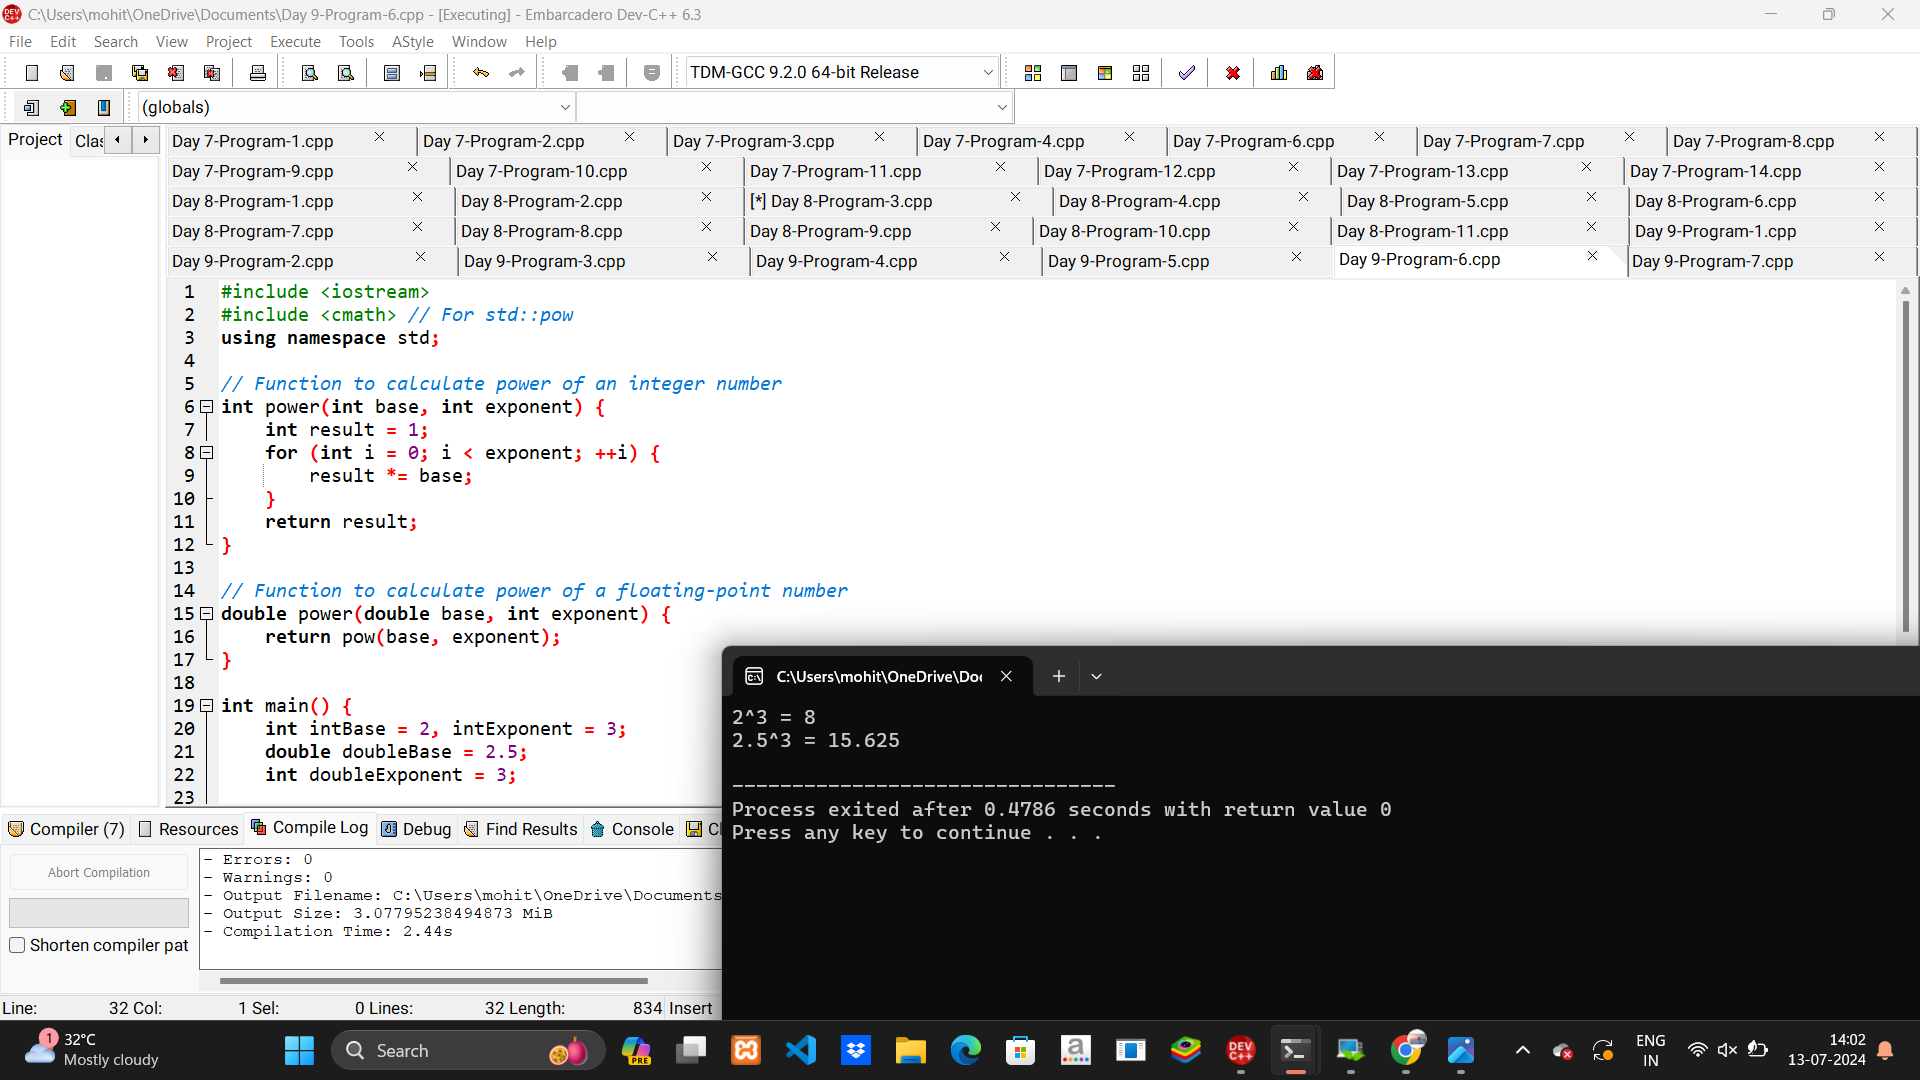 C:\Users\mohit\OneDrive\Documents\Day 9-Program-6.cpp - [Executing] - Embarcadero Dev-C++ 6.3
File Edit Search View Project Execute Tools AStyle Window Help
TDM-GCC 9.2.0 64-bit Release
(globals)
Project Clas
Day 7-Program-1.cpp Day 7-Program-2.cpp Day 7-Program-3.cpp Day 7-Program-4.cpp Day 7-Program-6.cpp Day 7-Program-7.cpp Day 7-Program-8.cpp
Day 7-Program-9.cpp Day 7-Program-10.cpp Day 7-Program-11.cpp Day 7-Program-12.cpp Day 7-Program-13.cpp Day 7-Program-14.cpp
Day 8-Program-1.cpp Day 8-Program-2.cpp [*] Day 8-Program-3.cpp Day 8-Program-4.cpp Day 8-Program-5.cpp Day 8-Program-6.cpp
Day 8-Program-7.cpp Day 8-Program-8.cpp Day 8-Program-9.cpp Day 8-Program-10.cpp Day 8-Program-11.cpp Day 9-Program-1.cpp
Day 9-Program-2.cpp Day 9-Program-3.cpp Day 9-Program-4.cpp Day 9-Program-5.cpp Day 9-Program-6.cpp Day 9-Program-7.cpp
1 #include <iostream>
2 #include <cmath> // For std::pow
3 using namespace std;
4
5 // Function to calculate power of an integer number
6 int power(int base, int exponent) {
7 int result = 1;
8 for (int i = 0; i < exponent; ++i) {
9 result *= base;
10 }
11 return result;
12 }
13
14 // Function to calculate power of a floating-point number
15 double power(double base, int exponent) {
16 return pow(base, exponent);
17 }
18
19 int main() {
20 int intBase = 2, intExponent = 3;
21 double doubleBase = 2.5;
22 int doubleExponent = 3;
23
C:\Users\mohit\OneDrive\Doc
2^3 = 8
2.5^3 = 15.625
--------------------------------
Process exited after 0.4786 seconds with return value 0
Press any key to continue . . .
Compiler (7) Resources Compile Log Debug Find Results Console Cl
Abort Compilation
Shorten compiler pat
- Errors: 0
- Warnings: 0
- Output Filename: C:\Users\mohit\OneDrive\Documents
- Output Size: 3.07795238494873 MiB
- Compilation Time: 2.44s
Line: 32 Col: 1 Sel: 0 Lines: 32 Length: 834 Insert
1
32°C
Mostly cloudy
Search
PRE
DEV C++
ENG
IN
14:02
13-07-2024